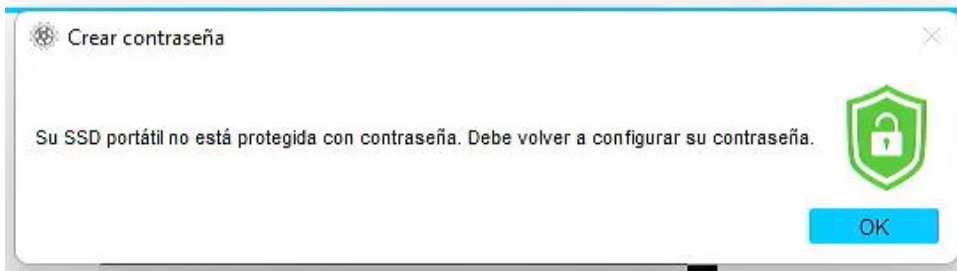 Crear contraseña
Su SSD portátil no está protegida con contraseña. Debe volver a configurar su contraseña.
OK